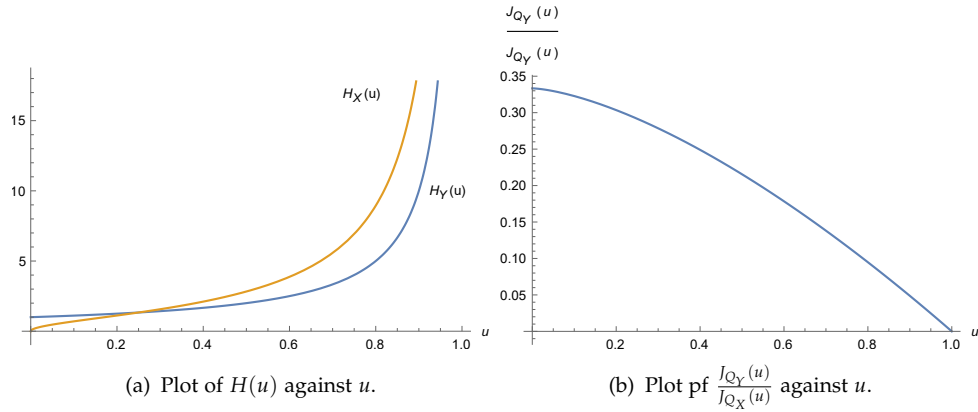 J_{Q_Y}(u)
J_{Q_Y}(u)
15
10
5
H_X(u)
H_Y(u)
0.2 0.4 0.6 0.8 1.0 u
0.35
0.30
0.25
0.20
0.15
0.10
0.05
0.2 0.4 0.6 0.8 1.0 u
(a) Plot of H(u) against u.
(b) Plot pf \frac{J_{Q_Y}(u)}{J_{Q_X}(u)} against u.